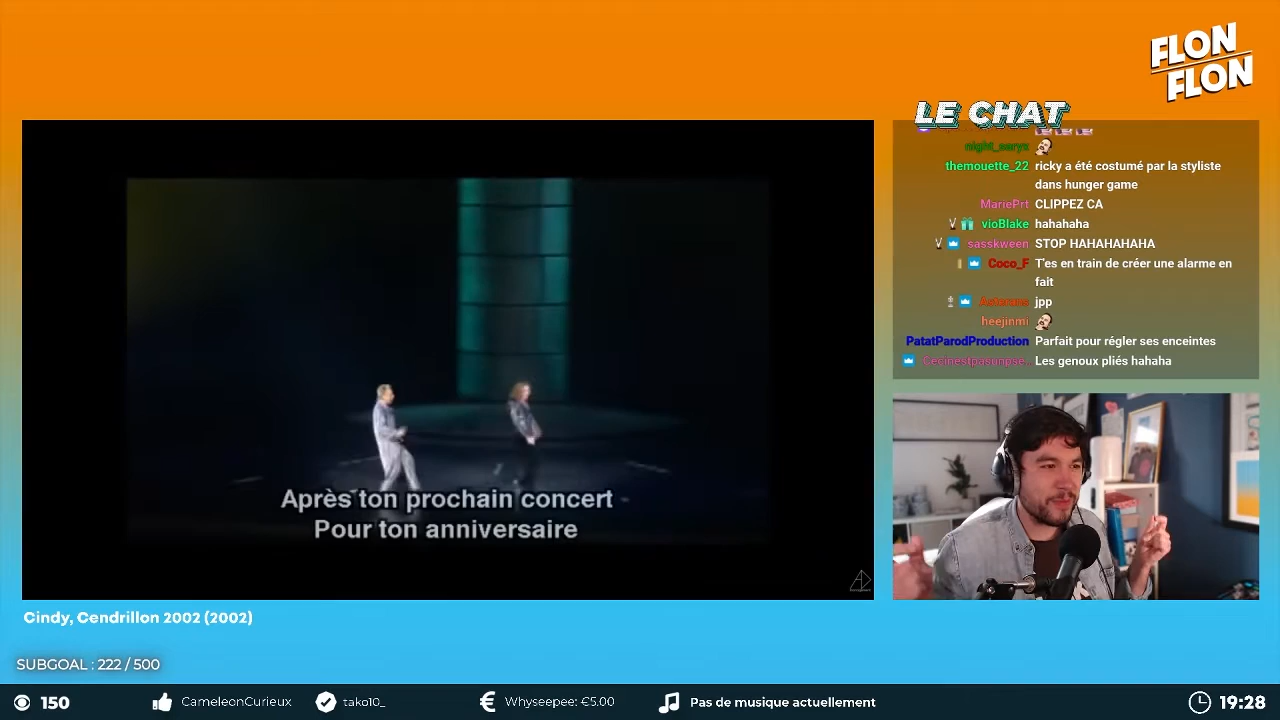 FLON
FLON
LE CHAT
night_oeryx
themouette_22 ricky a été costumé par la styliste
dans hunger game
MariePrt CLIPPEZ CA
vioBlake hahahaha
sasskween STOP HAHAHAHAHA
Coco_F T'es en train de créer une alarme en
fait
jpp
heejinmi
PatatParodProduction Parfait pour régler ses enceintes
Cecinestpasunpse... Les genoux pliés hahaha
Après ton prochain concert
Pour ton anniversaire
Cindy, Cendrillon 2002 (2002)
SUBGOAL : 222 / 500
150 CameleonCurieux tako10_ Whyseepee: €5.00 Pas de musique actuellement 19:28